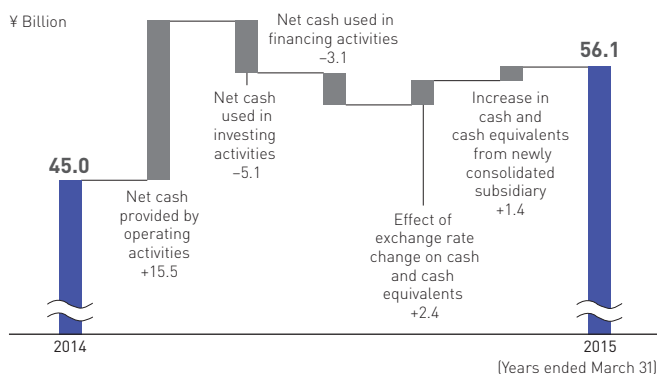 ¥ Billion
45.0
Net cash
provided by
operating
activities
+15.5
Net cash
used in
investing
activities
–5.1
Net cash used in
financing activities
–3.1
Effect of
exchange rate
change on cash
and cash
equivalents
+2.4
Increase in
cash and
cash equivalents
from newly
consolidated
subsidiary
+1.4
56.1
2014
2015
(Years ended March 31)